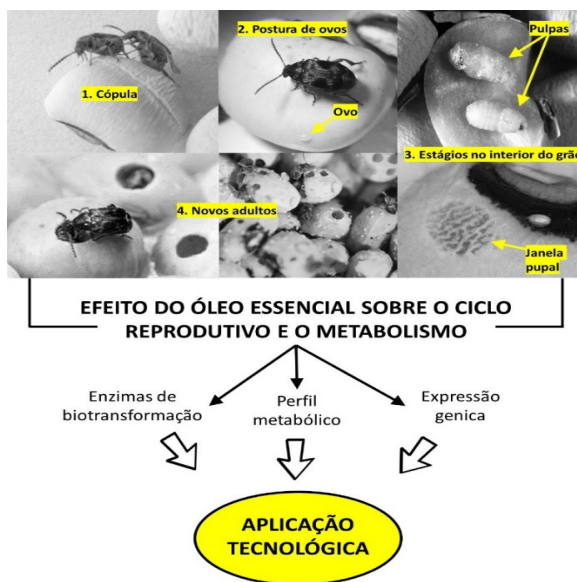 1. Cópula
2. Postura de ovos
Ovo
Pulpas
3. Estágios no interior do grão
4. Novos adultos
Janela
pupal
EFEITO DO ÓLEO ESSENCIAL SOBRE O CICLO
REPRODUTIVO E O METABOLISMO
Enzimas de
biotransformação
Perfil
metabólico
Expressão
genica
APLICAÇÃO
TECNOLÓGICA